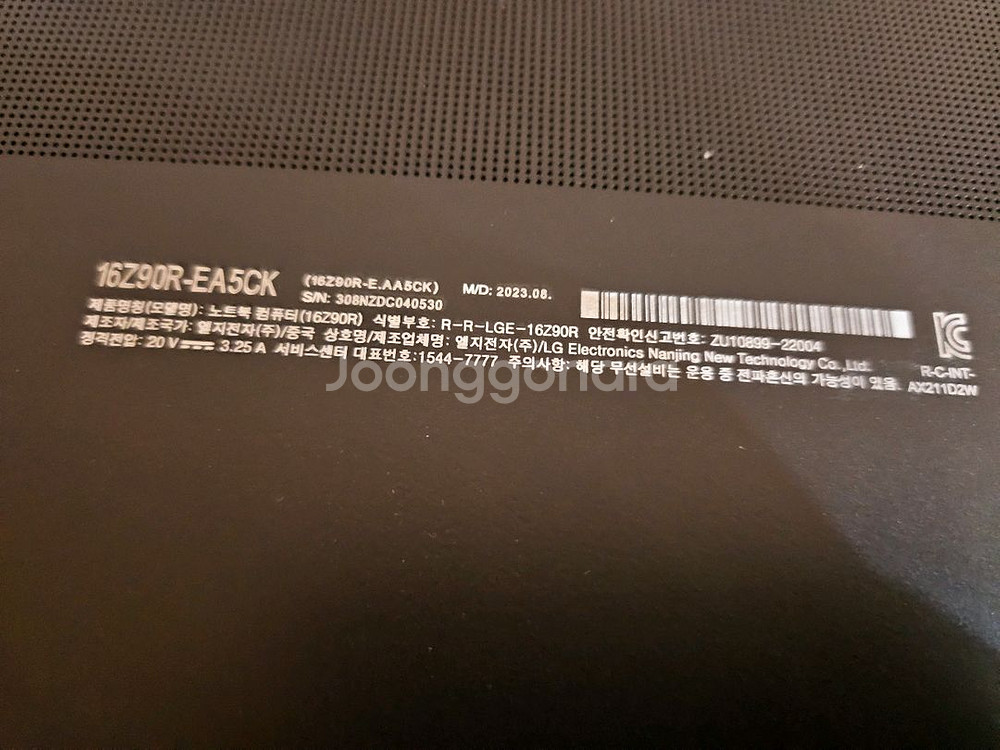 16Z90R-EA5CK (16Z90R-E.AA5CK) M/D: 2023.08.
S/N: 308NZDC040530
제품명칭(모델명): 노트북 컴퓨터(16Z90R) 식별부호: R-R-LGE-16Z90R 안전확인신고번호: ZU10899-22004
제조자/제조국가: 엘지전자(주)/중국 상호명/제조업체명: 엘지전자(주)/LG Electronics Nanjing New Technology Co.,Ltd.
정격전압: 20 V 3.25 A 서비스센터 대표번호:1544-7777 주의사항: 해당 무선설비는 운용 중 전파혼신의 가능성이 있음.
R-C-INT-
AX211D2W
Joonggonara